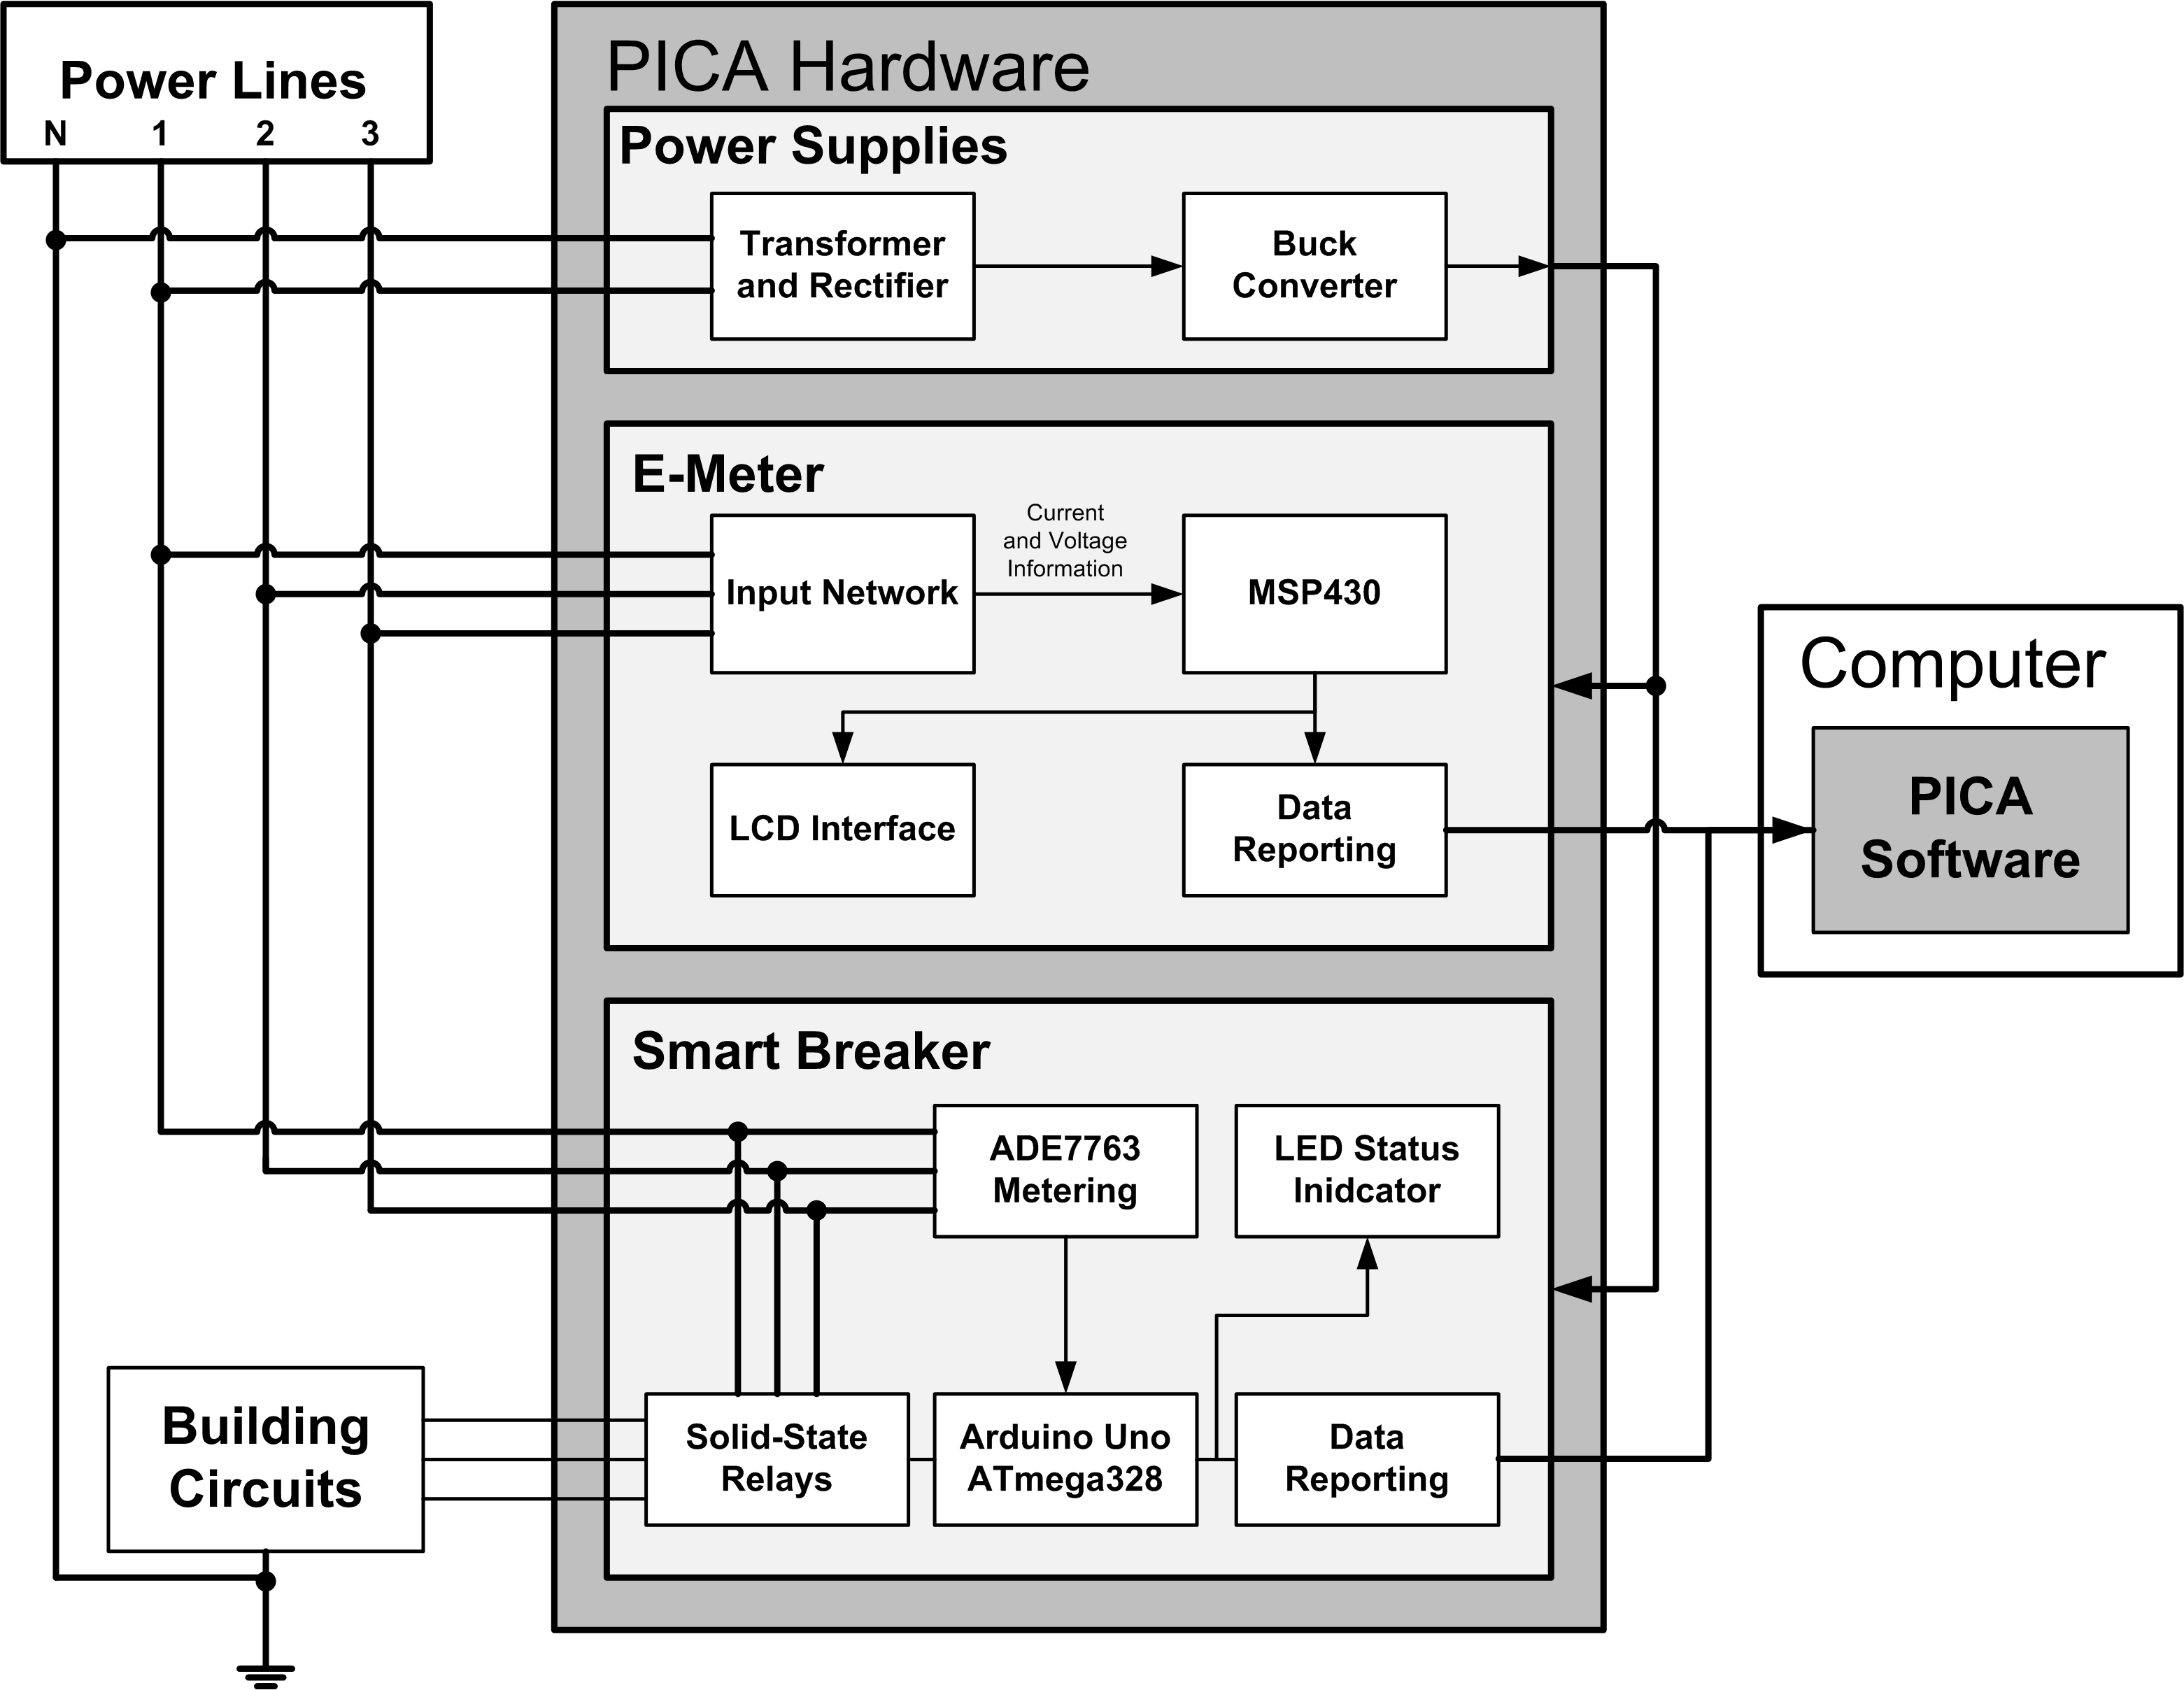 Power Lines
N 1 2 3
PICA Hardware
Power Supplies
Transformer
and Rectifier
Buck
Converter
E-Meter
Input Network
Current
and Voltage
Information
MSP430
LCD Interface
Data
Reporting
Computer
PICA
Software
Smart Breaker
ADE7763
Metering
LED Status
Inidcator
Building
Circuits
Solid-State
Relays
Arduino Uno
ATmega328
Data
Reporting